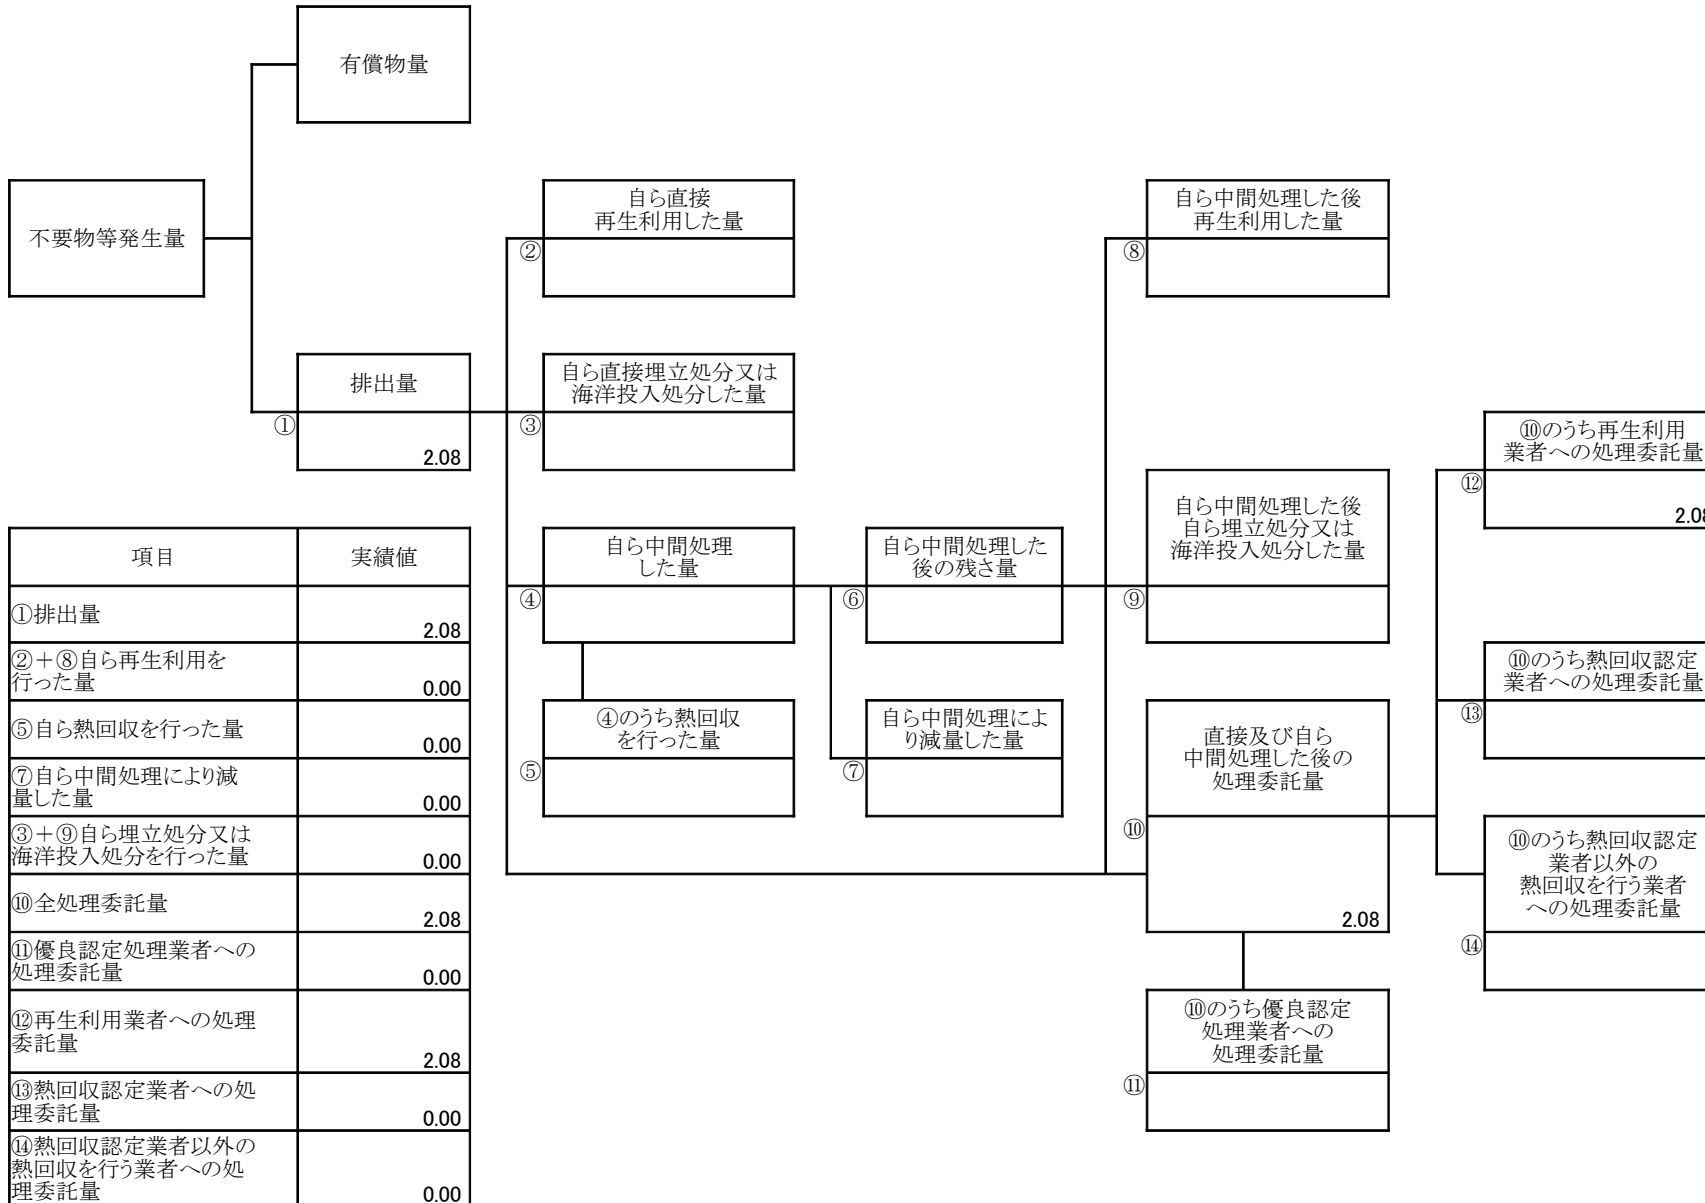 有償物量
不要物等発生量
自ら直接
再生利用した量
②
自ら中間処理した後
再生利用した量
⑧
排出量
①
2.08
自ら直接埋立処分又は
海洋投入処分した量
③
⑩のうち再生利用
業者への処理委託量
⑫
2.08
自ら中間処理
した量
④
自ら中間処理した
後の残さ量
⑥
自ら中間処理した後
自ら埋立処分又は
海洋投入処分した量
⑨
④のうち熱回収
を行った量
⑤
自ら中間処理によ
り減量した量
⑦
直接及び自ら
中間処理した後の
処理委託量
⑩
2.08
⑩のうち熱回収認定
業者への処理委託量
⑬
⑩のうち熱回収認定
業者以外の
熱回収を行う業者
への処理委託量
⑭
⑩のうち優良認定
処理業者への
処理委託量
⑪
項目 実績値
①排出量
2.08
②+⑧自ら再生利用を
行った量
0.00
⑤自ら熱回収を行った量
0.00
⑦自ら中間処理により減
量した量
0.00
③+⑨自ら埋立処分又は
海洋投入処分を行った量
0.00
⑩全処理委託量
2.08
⑪優良認定処理業者への
処理委託量
0.00
⑫再生利用業者への処理
委託量
2.08
⑬熱回収認定業者への処
理委託量
0.00
⑭熱回収認定業者以外の
熱回収を行う業者への処
理委託量
0.00